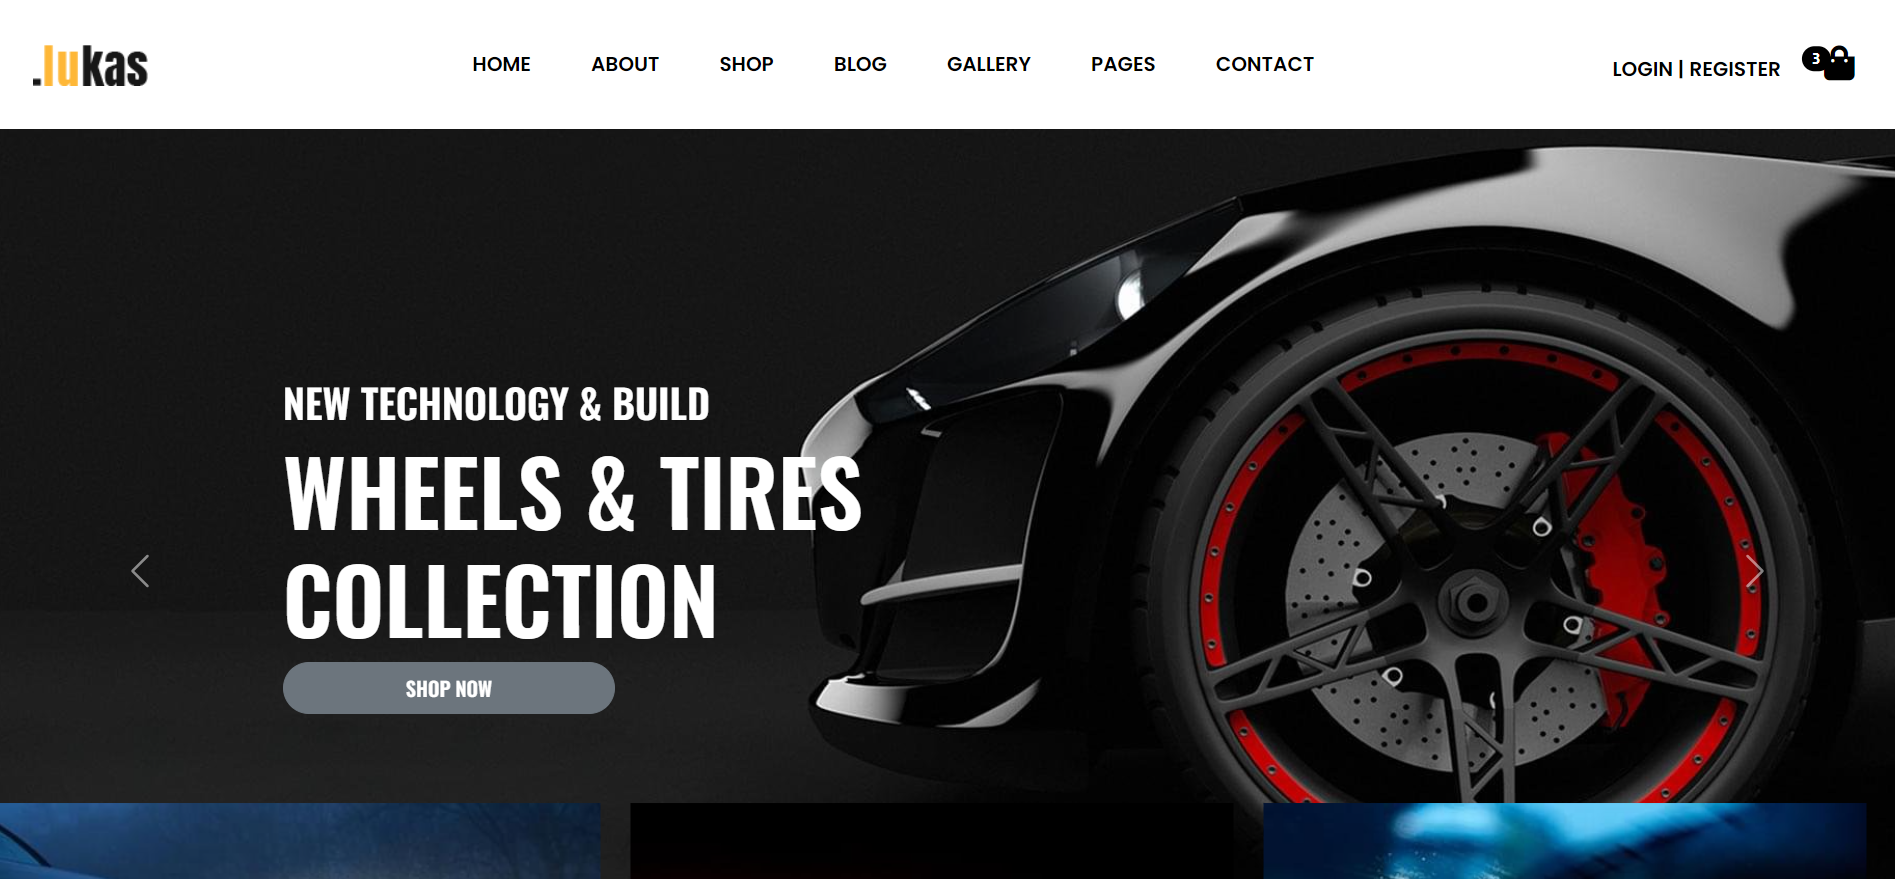 .lukas
HOME ABOUT SHOP BLOG GALLERY PAGES CONTACT
LOGIN | REGISTER
3
NEW TECHNOLOGY & BUILD
WHEELS & TIRES
COLLECTION
SHOP NOW